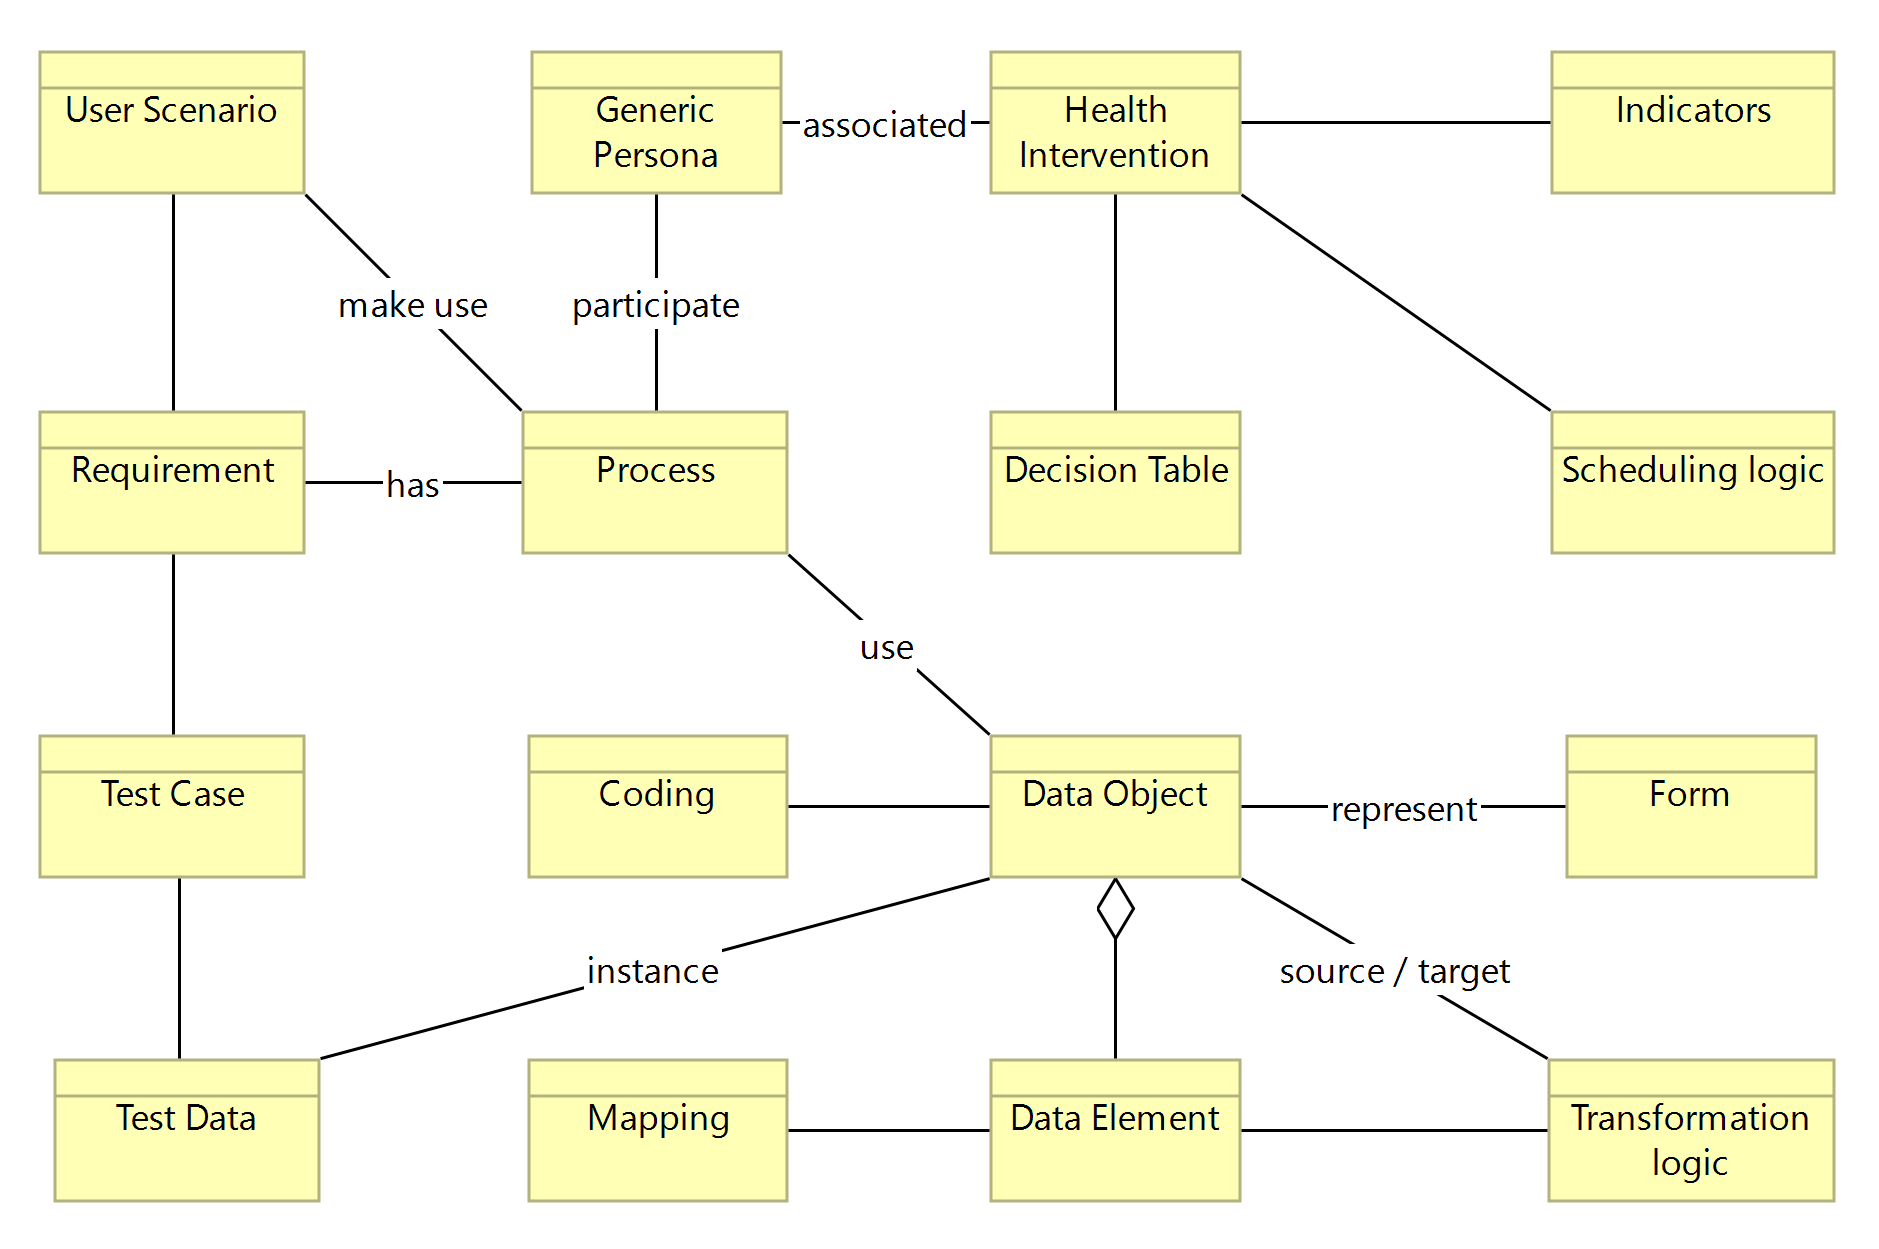 User Scenario
Generic
Persona
associated
Health
Intervention
Indicators
make use
participate
Requirement
has
Process
Decision Table
Scheduling logic
use
Test Case
Coding
Data Object
represent
Form
instance
source / target
Test Data
Mapping
Data Element
Transformation
logic